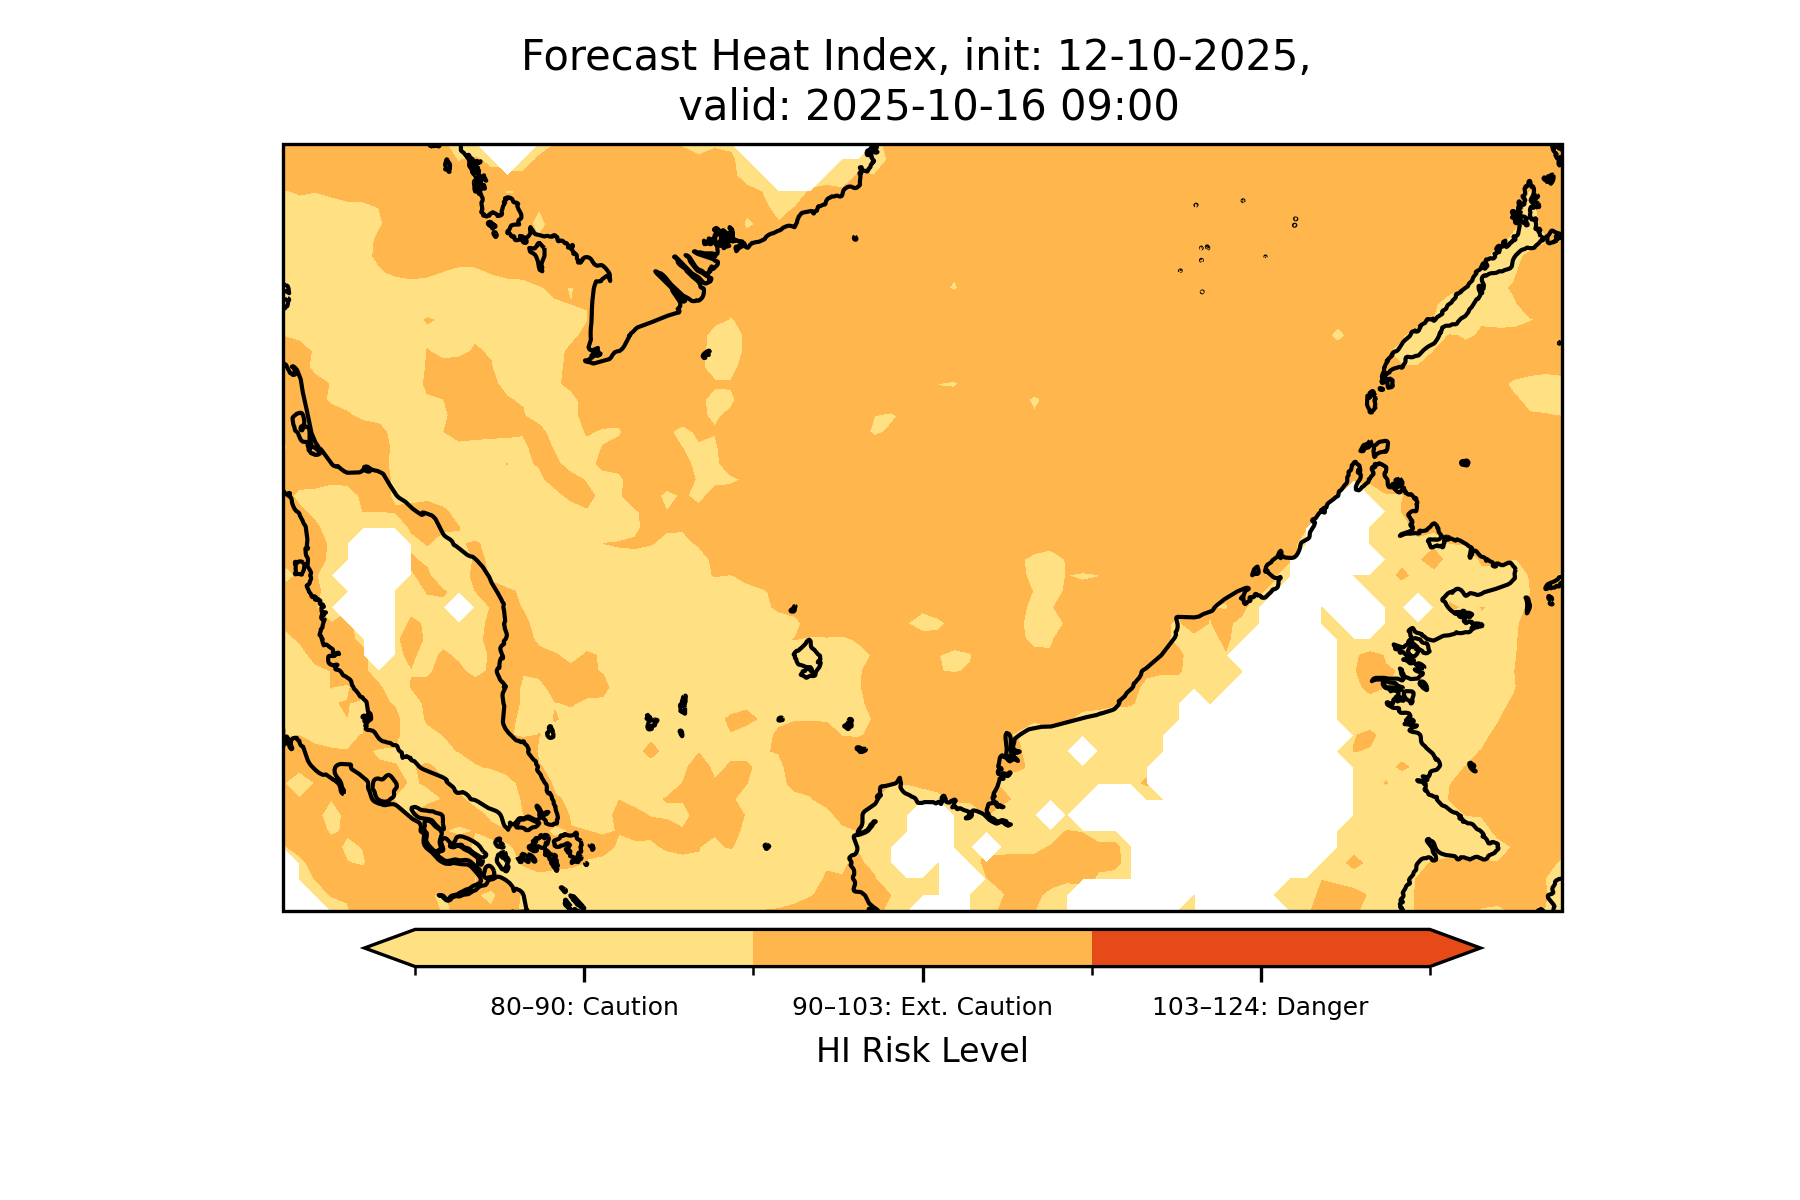 Forecast Heat Index, init: 12-10-2025,
valid: 2025-10-16 09:00
80–90: Caution
90–103: Ext. Caution
103–124: Danger
HI Risk Level